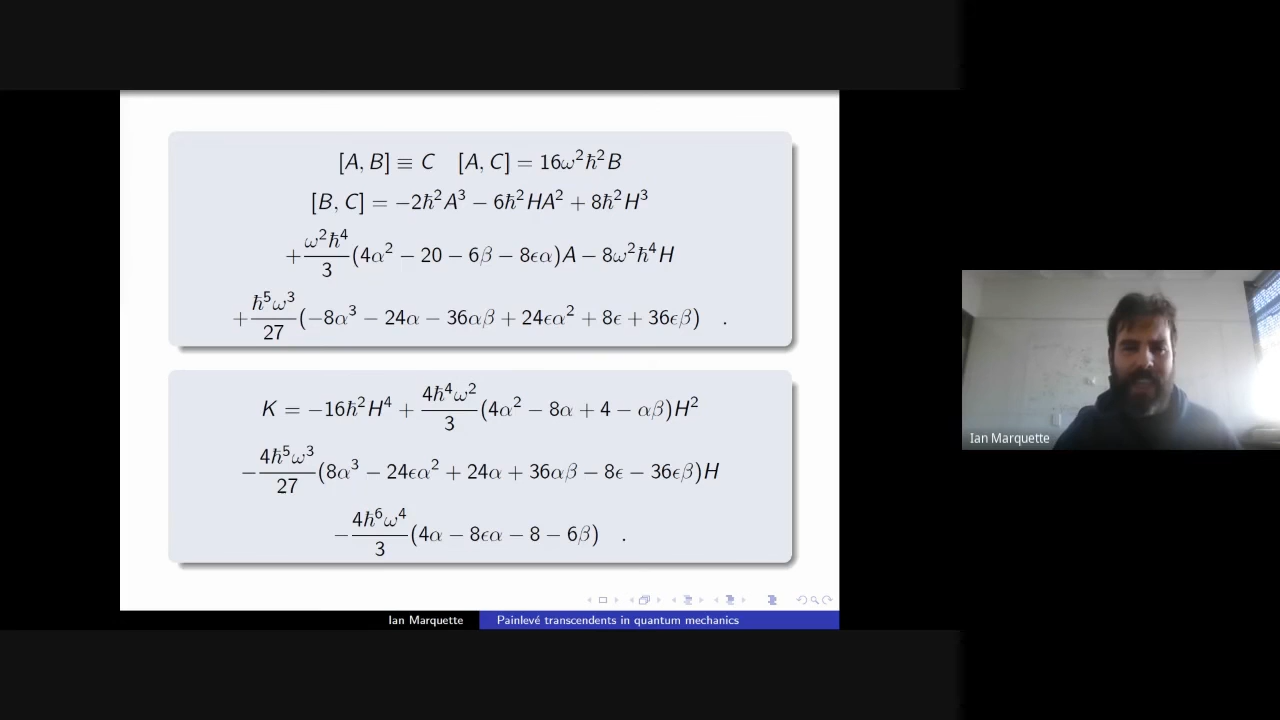 [A, B] ≡ C [A, C] = 16ω²ℏ²B
[B, C] = −2ℏ²A³ − 6ℏ²HA² + 8ℏ²H³
+ω²ℏ⁴/3(4α² − 20 − 6β − 8ϵα)A − 8ω²ℏ⁴H
+ℏ⁵ω³/27(−8α³ − 24α − 36αβ + 24ϵα² + 8ϵ + 36ϵβ) .
K = −16ℏ²H⁴ + 4ℏ⁴ω²/3(4α² − 8α + 4 − αβ)H²
−4ℏ⁵ω³/27(8α³ − 24ϵα² + 24α + 36αβ − 8ϵ − 36ϵβ)H
−4ℏ⁶ω⁴/3(4α − 8ϵα − 8 − 6β) .
Ian Marquette Painlevé transcendents in quantum mechanics
Ian Marquette